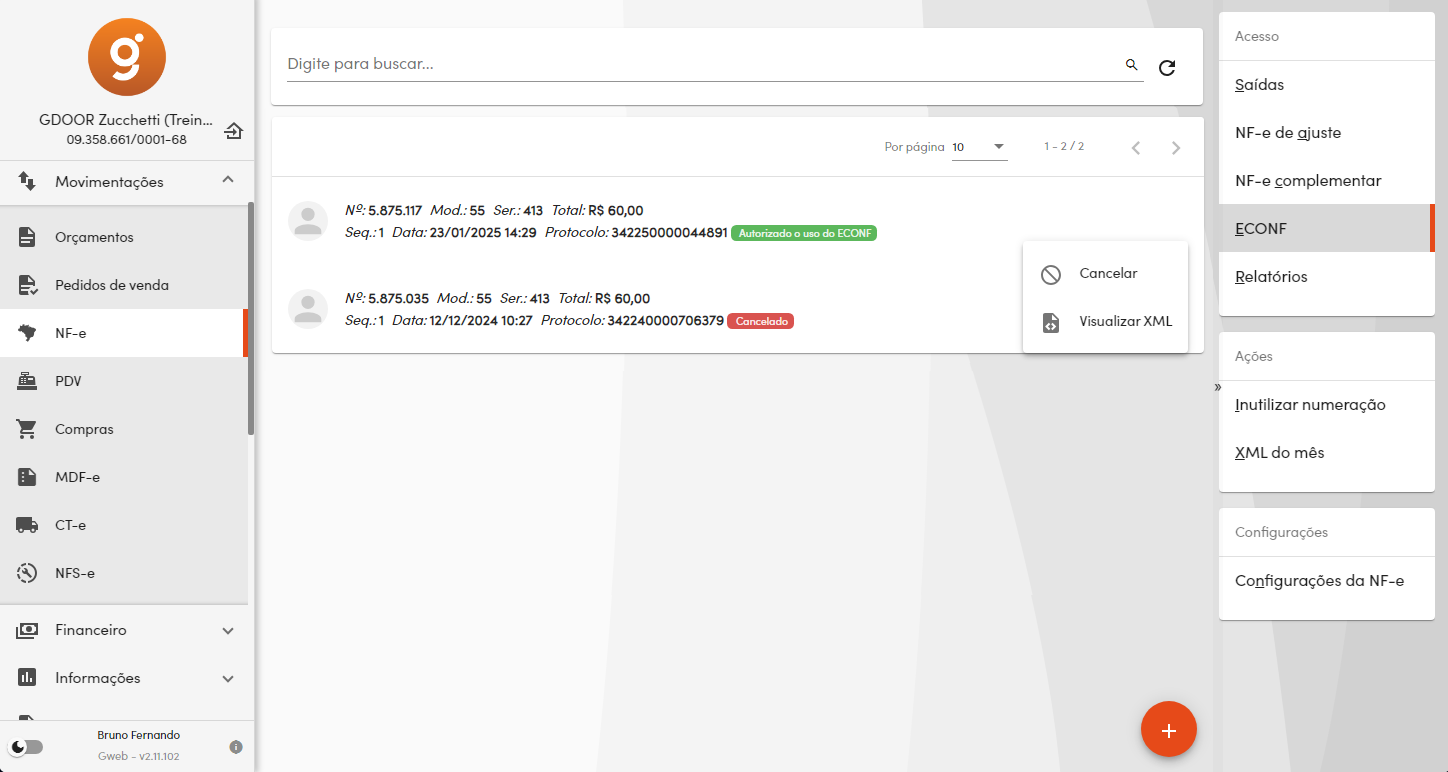 g
GDOOR Zucchetti (Trein...
09.358.661/0001-68
Movimentações
Orçamentos
Pedidos de venda
NF-e
PDV
Compras
MDF-e
CT-e
NFS-e
Financeiro
Informações
Bruno Fernando
Gweb - v2.11.102
Digite para buscar...
Por página 10 1 - 2 / 2
Nº: 5.875.117 Mod.: 55 Ser.: 413 Total: R$ 60,00
Seq.: 1 Data: 23/01/2025 14:29 Protocolo: 342250000044891 Autorizado o uso do ECONF
Nº: 5.875.035 Mod.: 55 Ser.: 413 Total: R$ 60,00
Seq.: 1 Data: 12/12/2024 10:27 Protocolo: 342240000706379 Cancelado
Cancelar
Visualizar XML
Acesso
Saídas
NF-e de ajuste
NF-e complementar
ECONF
Relatórios
Ações
»
Inutilizar numeração
XML do mês
Configurações
Configurações da NF-e